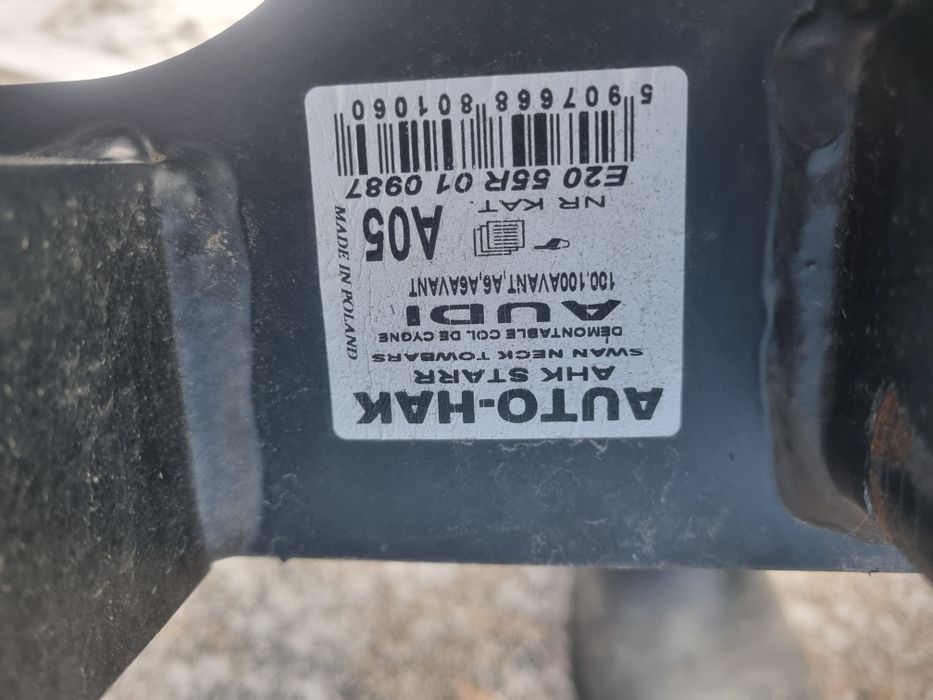 AUTO-HAK
AHK STARR
SWAN NECK TOWBARS
DÉMONTABLE COL DE CYGNE
AUDI
100,100AVANT,A6,A6AVANT
NR KAT. A05
E20 55R 01 0987
5 907668 801060
MADE IN POLAND